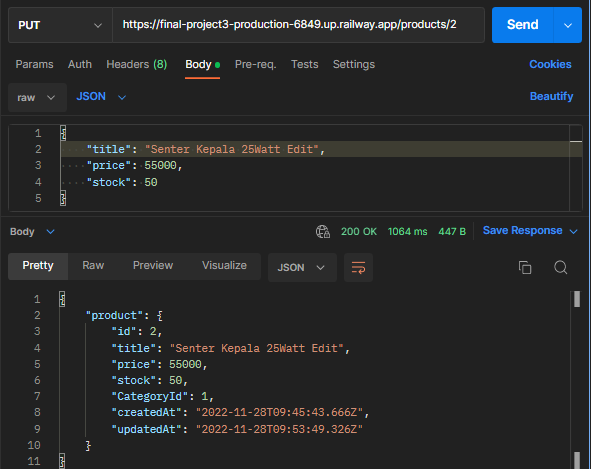 PUT https://final-project3-production-6849.up.railway.app/products/2 Send
Params Auth Headers (8) Body Pre-req. Tests Settings Cookies
raw JSON Beautify
1 {
2 "title": "Senter Kepala 25Watt Edit",
3 "price": 55000,
4 "stock": 50
5 }
Body 200 OK 1064 ms 447 B Save Response
Pretty Raw Preview Visualize JSON
1 {
2 "product": {
3 "id": 2,
4 "title": "Senter Kepala 25Watt Edit",
5 "price": 55000,
6 "stock": 50,
7 "CategoryId": 1,
8 "createdAt": "2022-11-28T09:45:43.666Z",
9 "updatedAt": "2022-11-28T09:53:49.326Z"
10 }
11 }